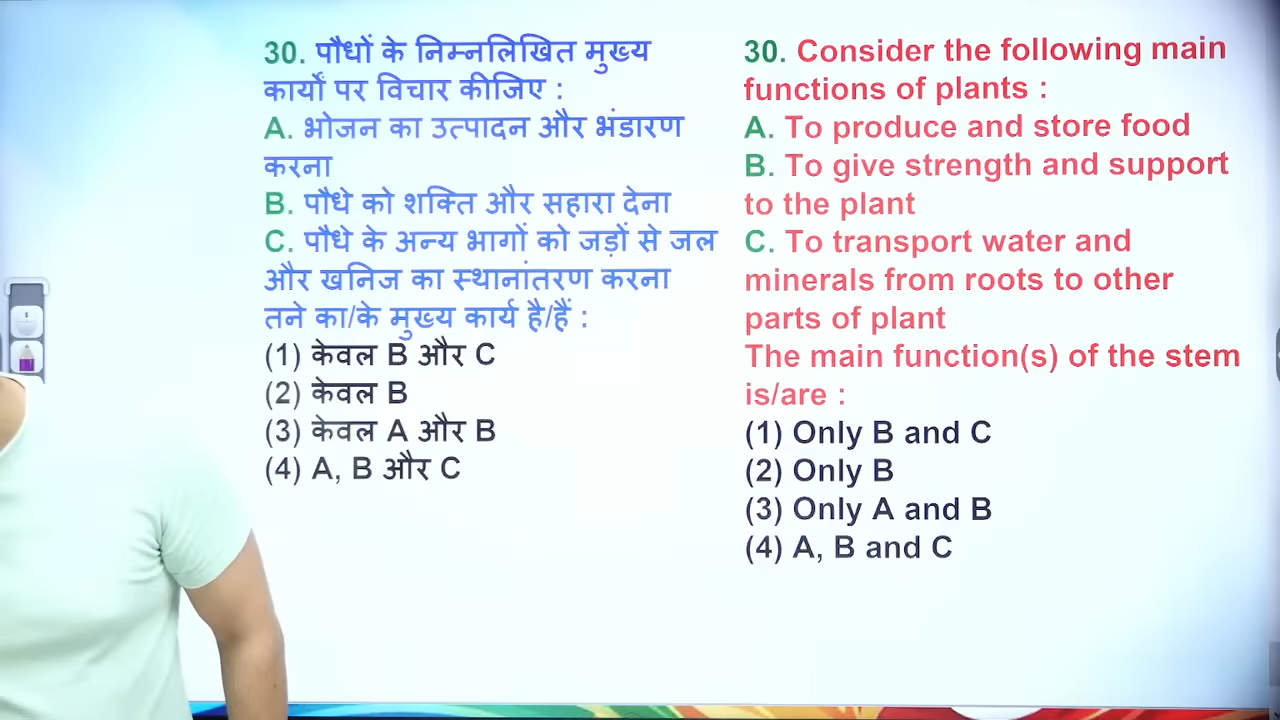 30. पौधों के निम्नलिखित मुख्य
कार्यों पर विचार कीजिए :
A. भोजन का उत्पादन और भंडारण
करना
B. पौधे को शक्ति और सहारा देना
C. पौधे के अन्य भागों को जड़ों से जल
और खनिज का स्थानांतरण करना
तने का/के मुख्य कार्य है/हैं :
(1) केवल B और C
(2) केवल B
(3) केवल A और B
(4) A, B और C
30. Consider the following main
functions of plants :
A. To produce and store food
B. To give strength and support
to the plant
C. To transport water and
minerals from roots to other
parts of plant
The main function(s) of the stem
is/are :
(1) Only B and C
(2) Only B
(3) Only A and B
(4) A, B and C